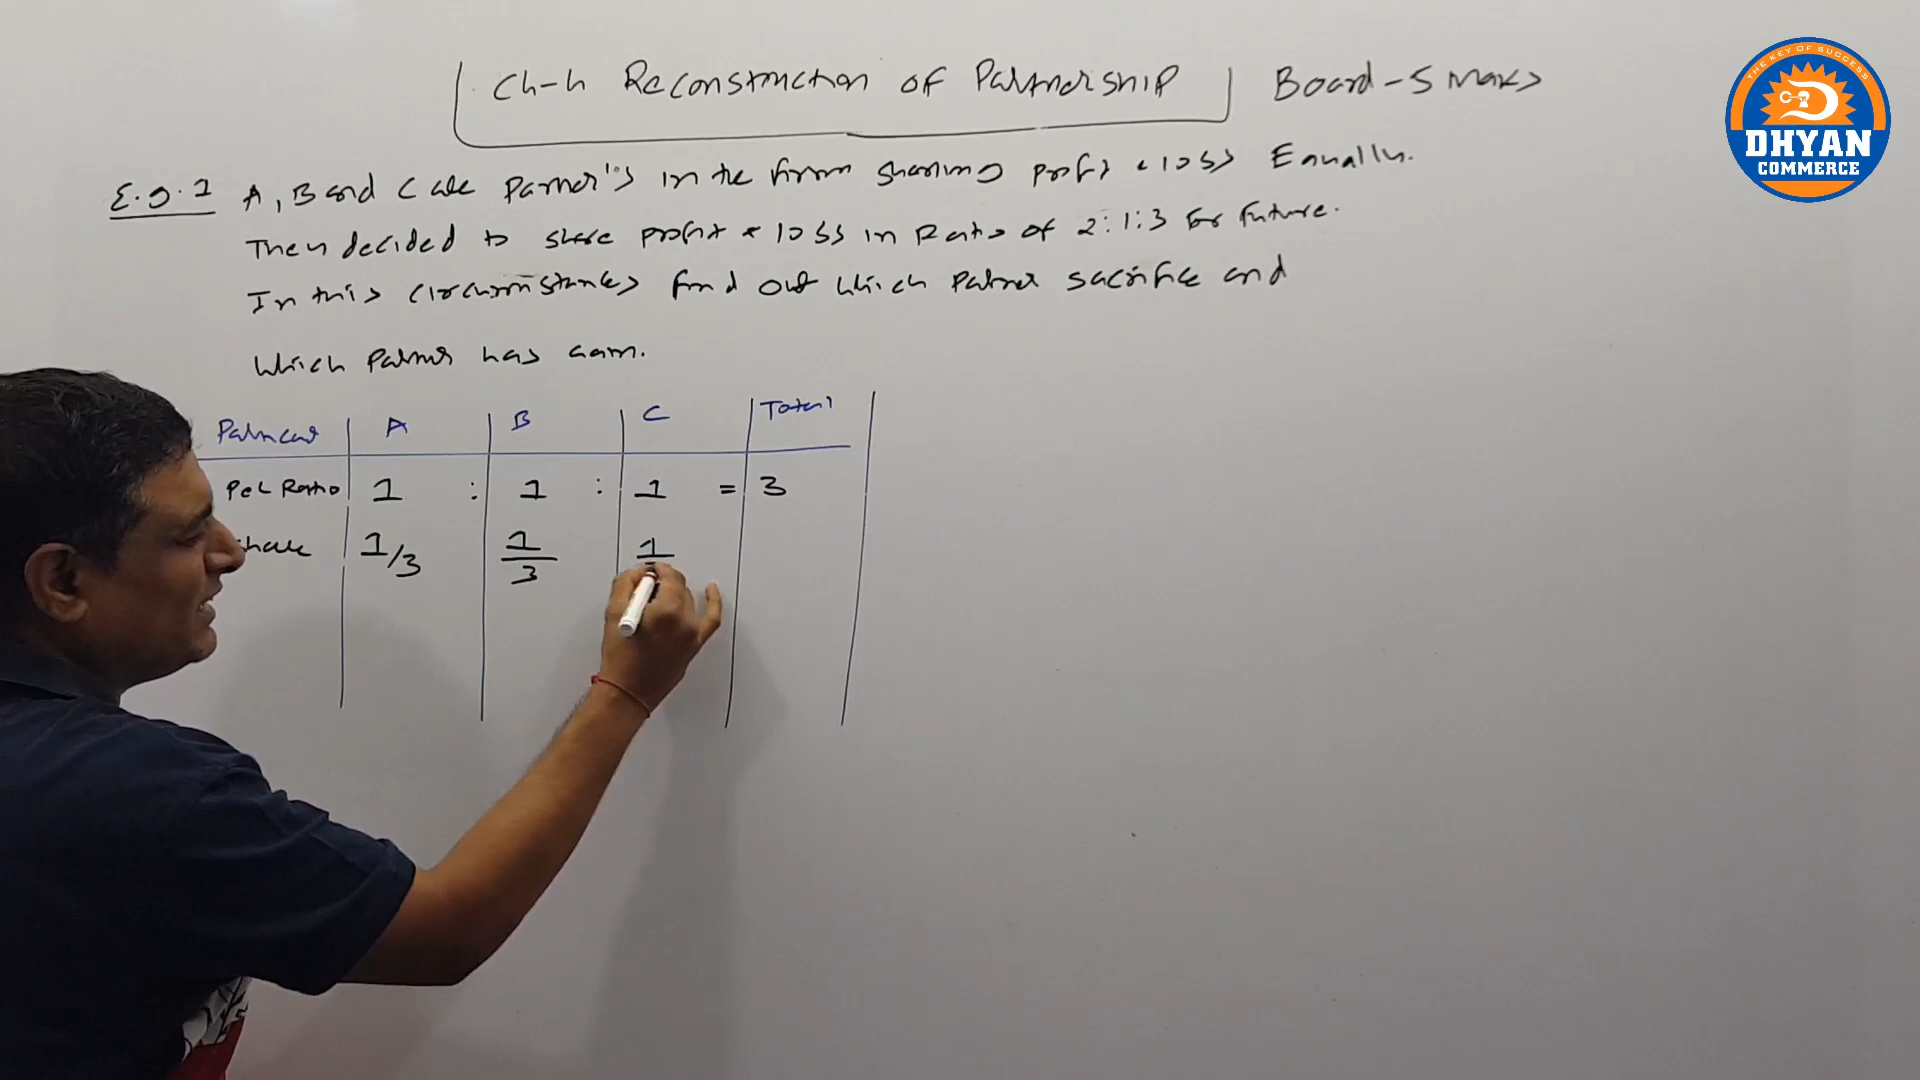 Ch-4 Reconstruction of Partnership Board-5 Marks
THE KEY OF SUCCESS
DHYAN
COMMERCE
E.g. 1 A, B and C are Partner's in the firm sharing profit & loss Equally.
They decided to share profit & loss in Ratio of 2:1:3 for future.
In this circumstances find out which Partner sacrifice and
which Partner has gain.
A B C Total
Ratio 1 : 1 : 1 = 3
share 1/3 1/3 1